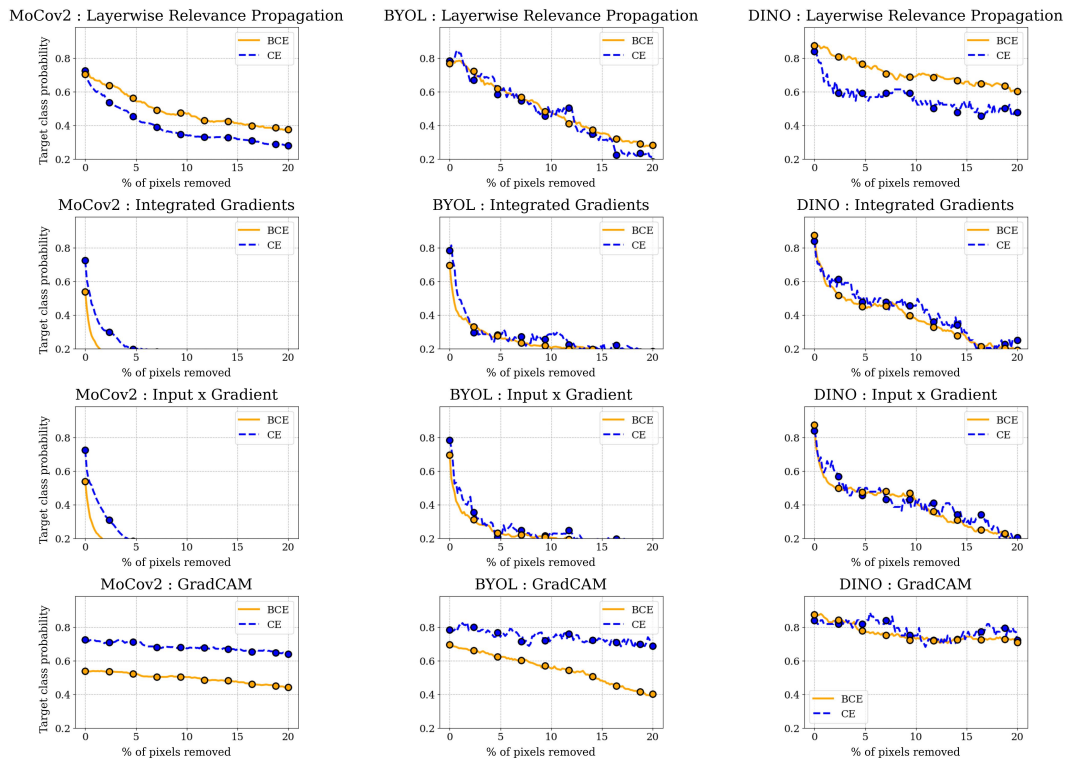 MoCov2 : Layerwise Relevance Propagation
Target class probability
0.8
0.6
0.4
0.2
BCE
CE
0 5 10 15 20
% of pixels removed
BYOL : Layerwise Relevance Propagation
0.8
0.6
0.4
0.2
BCE
CE
0 5 10 15 20
% of pixels removed
DINO : Layerwise Relevance Propagation
0.8
0.6
0.4
0.2
BCE
CE
0 5 10 15 20
% of pixels removed
MoCov2 : Integrated Gradients
Target class probability
0.8
0.6
0.4
0.2
BCE
CE
0 5 10 15 20
% of pixels removed
BYOL : Integrated Gradients
0.8
0.6
0.4
0.2
BCE
CE
0 5 10 15 20
% of pixels removed
DINO : Integrated Gradients
0.8
0.6
0.4
0.2
BCE
CE
0 5 10 15 20
% of pixels removed
MoCov2 : Input x Gradient
Target class probability
0.8
0.6
0.4
0.2
BCE
CE
0 5 10 15 20
% of pixels removed
BYOL : Input x Gradient
0.8
0.6
0.4
0.2
BCE
CE
0 5 10 15 20
% of pixels removed
DINO : Input x Gradient
0.8
0.6
0.4
0.2
BCE
CE
0 5 10 15 20
% of pixels removed
MoCov2 : GradCAM
Target class probability
0.8
0.6
0.4
0.2
BCE
CE
0 5 10 15 20
% of pixels removed
BYOL : GradCAM
0.8
0.6
0.4
0.2
BCE
CE
0 5 10 15 20
% of pixels removed
DINO : GradCAM
0.8
0.6
0.4
0.2
BCE
CE
0 5 10 15 20
% of pixels removed